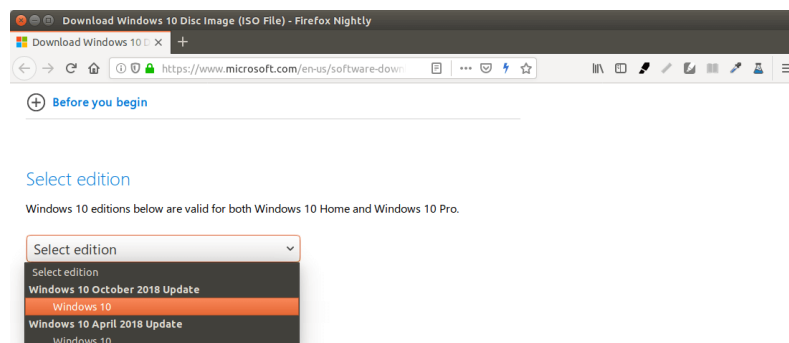 Download Windows 10 Disc Image (ISO File) - Firefox Nightly
Download Windows 10 D
https://www.microsoft.com/en-us/software-down
Before you begin
Select edition
Windows 10 editions below are valid for both Windows 10 Home and Windows 10 Pro.
Select edition
Select edition
Windows 10 October 2018 Update
Windows 10
Windows 10 April 2018 Update
Windows 10